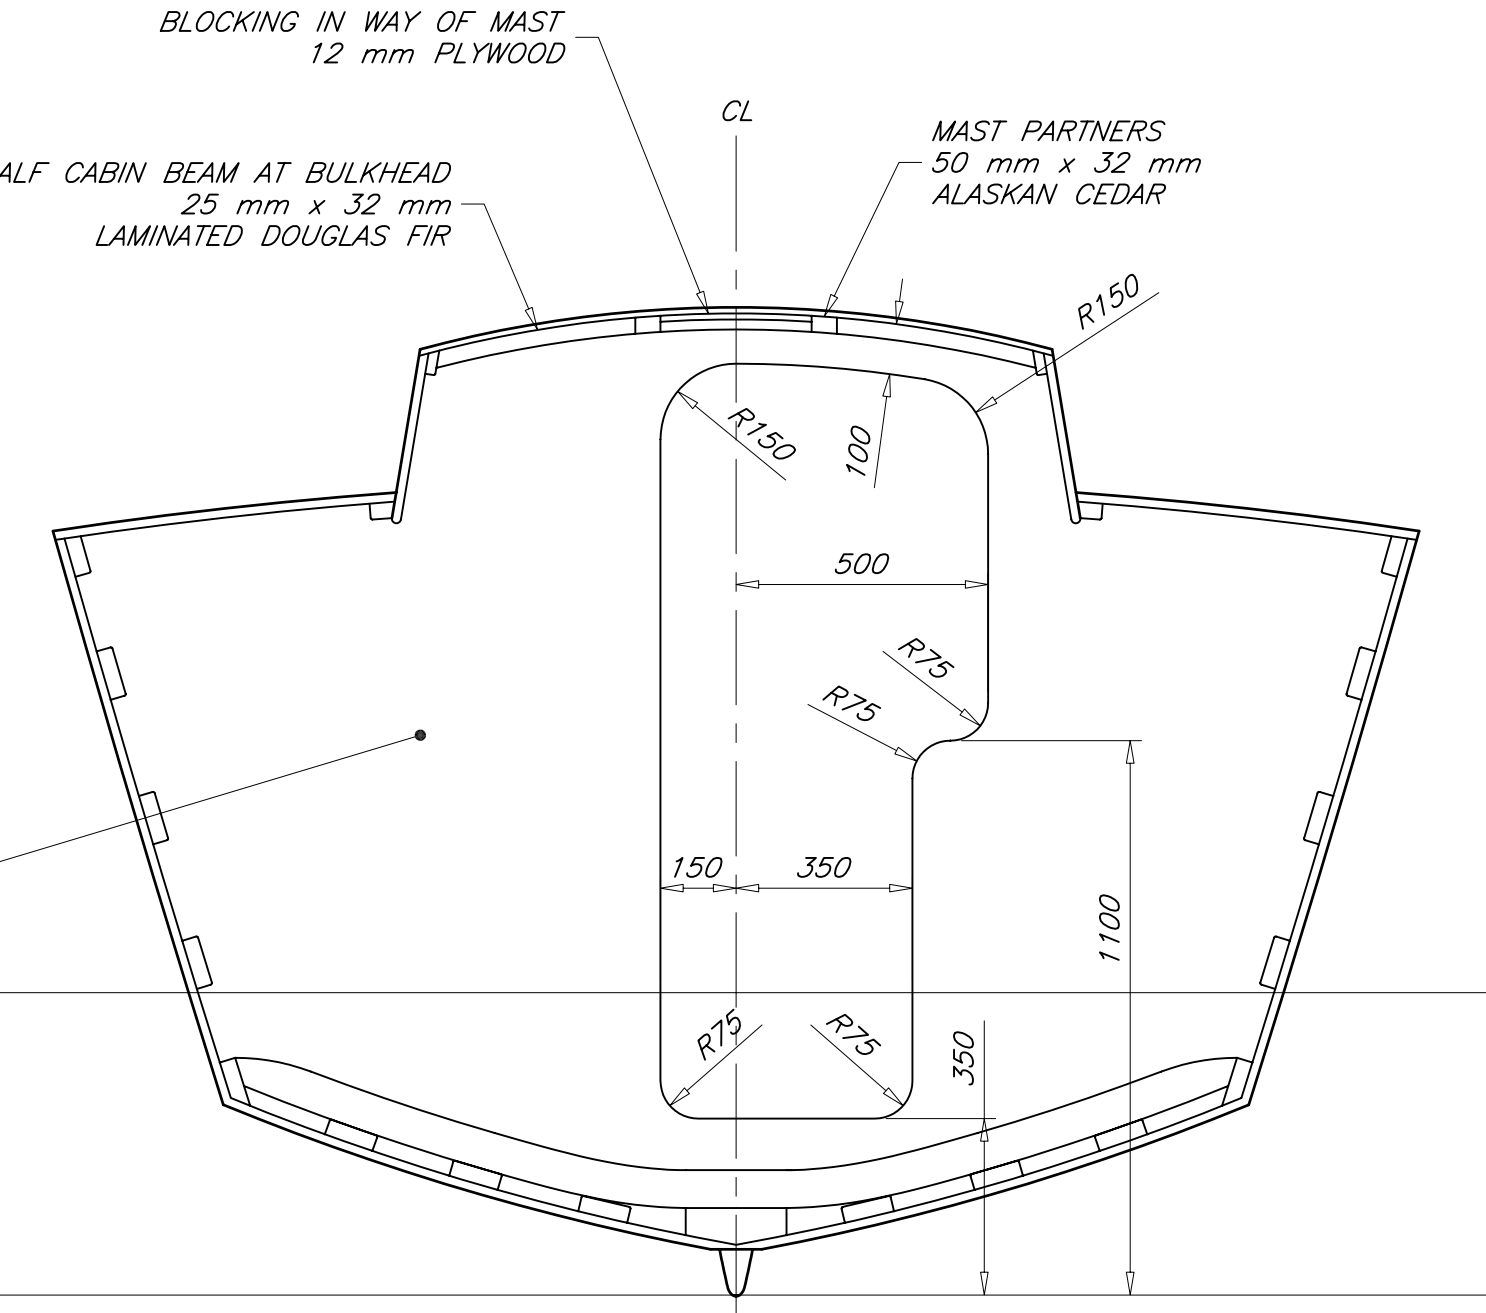 BLOCKING IN WAY OF MAST
12 mm PLYWOOD
CL
MAST PARTNERS
50 mm x 32 mm
ALASKAN CEDAR
ALF CABIN BEAM AT BULKHEAD
25 mm x 32 mm
LAMINATED DOUGLAS FIR
R150
R150
100
500
R75
R75
150
350
1100
R75
R75
350